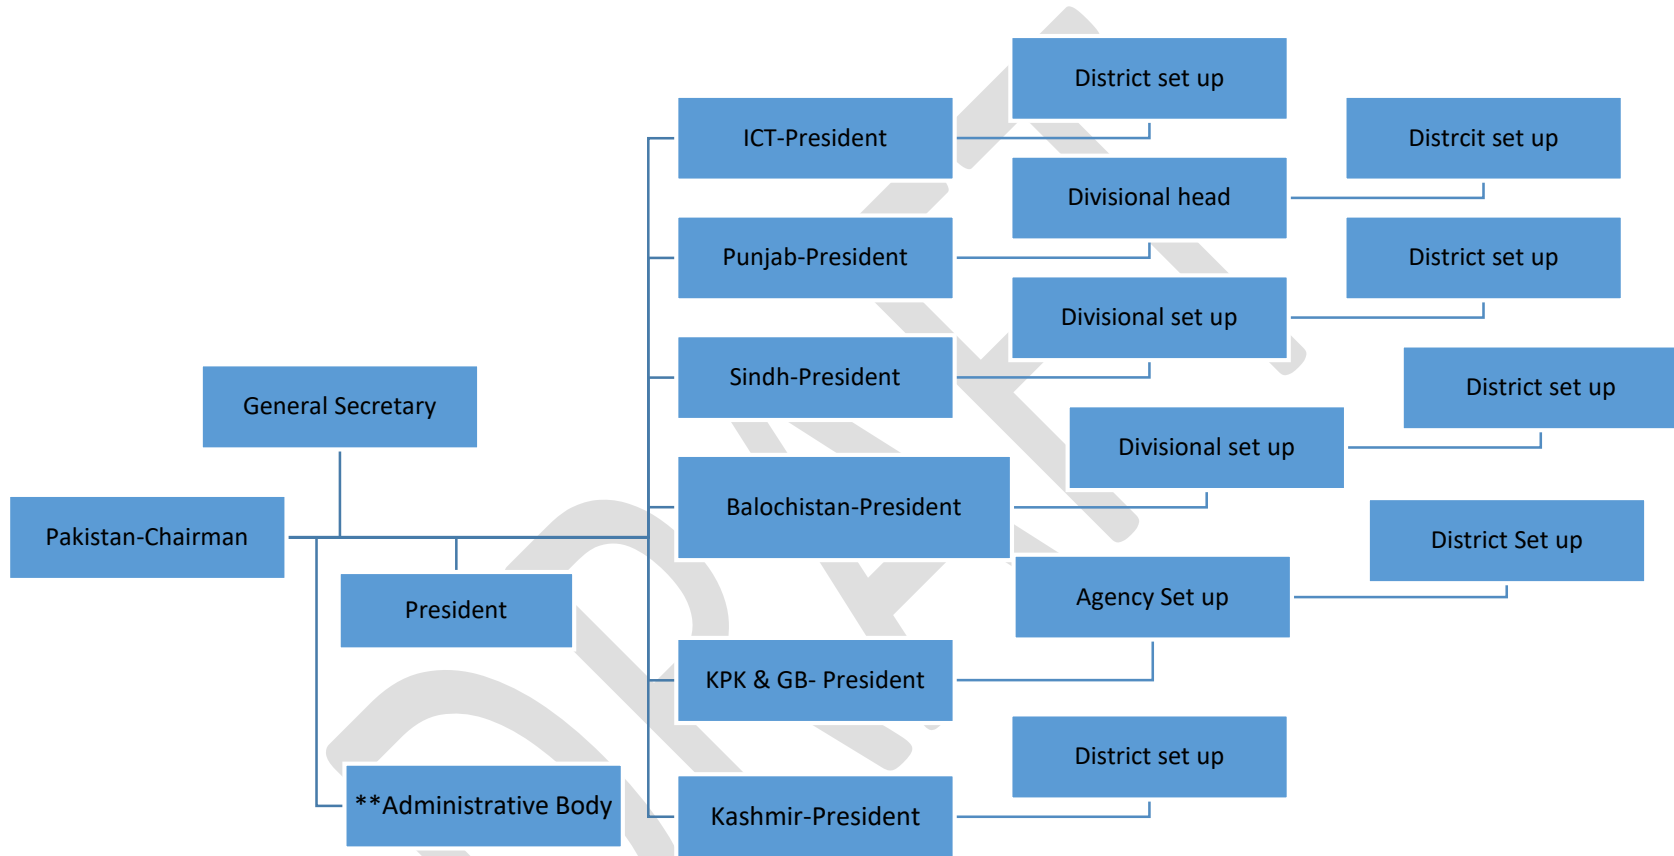 District set up
ICT-President
Distrcit set up
Divisional head
Punjab-President
District set up
Divisional set up
Sindh-President
District set up
General Secretary
Divisional set up
Balochistan-President
District Set up
Pakistan-Chairman
Agency Set up
President
KPK & GB- President
District set up
**Administrative Body
Kashmir-President
DRAFT